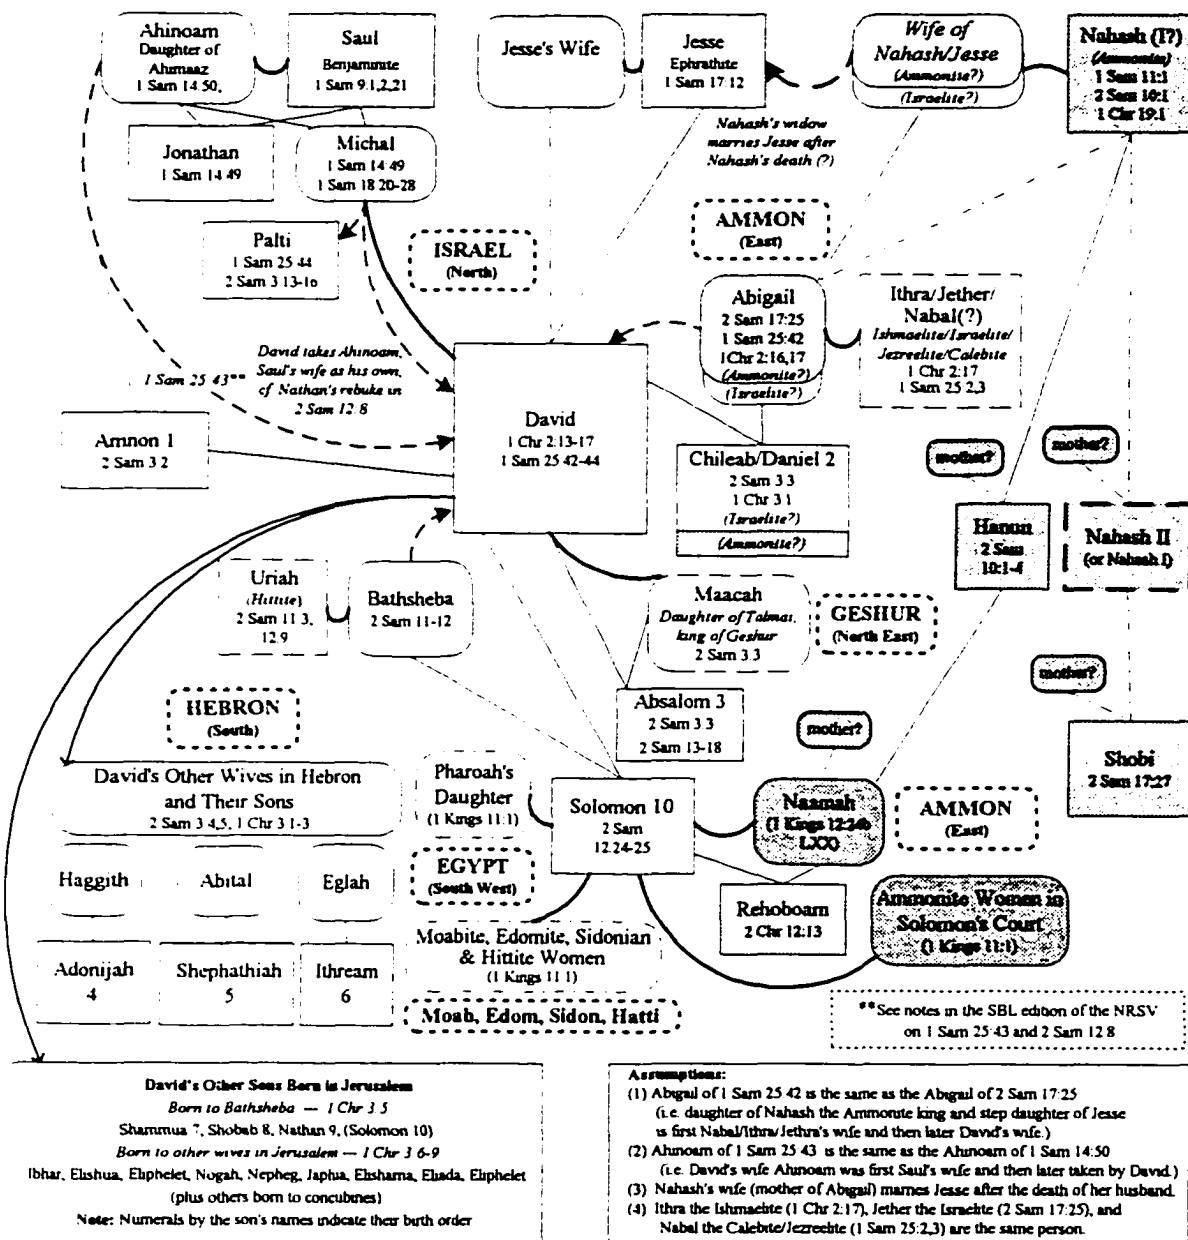 Ahinoam
Daughter of
Ahimaaz
1 Sam 14:50,
Saul
Benjaminite
1 Sam 9:1,2,21
Jesse's Wife
Jesse
Ephrathite
1 Sam 17:12
Wife of
Nahash/Jesse
(Ammonite?)
(Israelite?)
Nahash (I?)
(Ammonite)
1 Sam 11:1
2 Sam 10:1
1 Chr 19:1
Jonathan
1 Sam 14:49
Michal
1 Sam 14:49
1 Sam 18:20-28
Nahash's widow
marries Jesse after
Nahash's death (?)
Palti
1 Sam 25:44
2 Sam 3:13-16
ISRAEL
(North)
AMMON
(East)
Abigail
2 Sam 17:25
1 Sam 25:42
1Chr 2:16,17
(Ammonite?)
(Israelite?)
Ithra/Jether/
Nabal(?)
Ishmaelite/Israelite/
Jezreelite/Calebite
1 Chr 2:17
1 Sam 25:2,3
1 Sam 25:43**
David takes Ahinoam,
Saul's wife as his own,
cf Nathan's rebuke in
2 Sam 12:8
David
1 Chr 2:13-17
1 Sam 25:42-44
Amnon 1
2 Sam 3:2
Chileab/Daniel 2
2 Sam 3:3
1 Chr 3:1
(Israelite?)
(Ammonite?)
mother?
mother?
Hanun
2 Sam
10:1-4
Nahash II
(or Nahash I)
Uriah
(Hittite)
2 Sam 11:3,
12:9
Bathsheba
2 Sam 11-12
Maacah
Daughter of Talmai,
king of Geshur
2 Sam 3:3
GESHUR
(North East)
mother?
HEBRON
(South)
Absalom 3
2 Sam 3:3
2 Sam 13-18
mother?
Shobi
2 Sam 17:27
David's Other Wives in Hebron
and Their Sons
2 Sam 3:4,5, 1 Chr 3:1-3
Pharoah's
Daughter
(1 Kings 11:1)
Solomon 10
2 Sam
12:24-25
Naamah
(1 Kings 12:24b
LXX)
AMMON
(East)
Haggith
Abital
Eglah
EGYPT
(South West)
Rehoboam
2 Chr 12:13
Ammonite Women in
Solomon's Court
(1 Kings 11:1)
Adonijah
4
Shephathiah
5
Ithream
6
Moabite, Edomite, Sidonian
& Hittite Women
(1 Kings 11:1)
Moab, Edom, Sidon, Hatti
**See notes in the SBL edition of the NRSV
on 1 Sam 25:43 and 2 Sam 12:8
David's Other Sons Born in Jerusalem
Born to Bathsheba — 1 Chr 3:5
Shammua 7, Shobab 8, Nathan 9, (Solomon 10)
Born to other wives in Jerusalem — 1 Chr 3:6-9
Ibhar, Elishua, Eliphelet, Nogah, Nepheg, Japhia, Elishama, Eliada, Eliphelet
(plus others born to concubines)
Note: Numerals by the son's names indicate their birth order
Assumptions:
(1) Abigail of 1 Sam 25:42 is the same as the Abigail of 2 Sam 17:25
(i.e. daughter of Nahash the Ammonite king and step daughter of Jesse
is first Nabal/Ithra/Jethra's wife and then later David's wife.)
(2) Ahinoam of 1 Sam 25:43 is the same as the Ahinoam of 1 Sam 14:50
(i.e. David's wife Ahinoam was first Saul's wife and then later taken by David.)
(3) Nahash's wife (mother of Abigail) marries Jesse after the death of her husband.
(4) Ithra the Ishmaelite (1 Chr 2:17), Jether the Israelite (2 Sam 17:25), and
Nabal the Calebite/Jezreelite (1 Sam 25:2,3) are the same person.